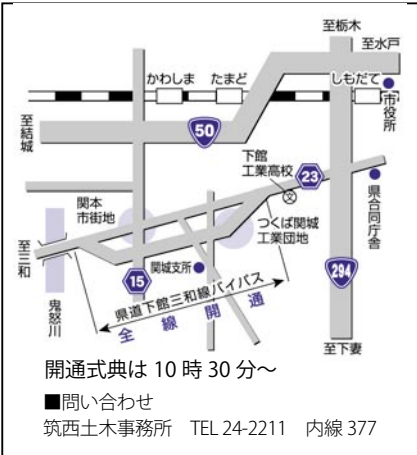 至栃木
至水戸
かわしま
たまど
しもだて
市役所
至結城
50
下館
工業高校
23
文
県合同庁舎
関本
市街地
つくば関城
工業団地
至三和
関城支所
15
294
鬼怒川
県道下館三和線バイパス
全線開通
至下妻
開通式典は 10 時 30 分～
■問い合わせ
筑西土木事務所 TEL 24-2211 内線 377